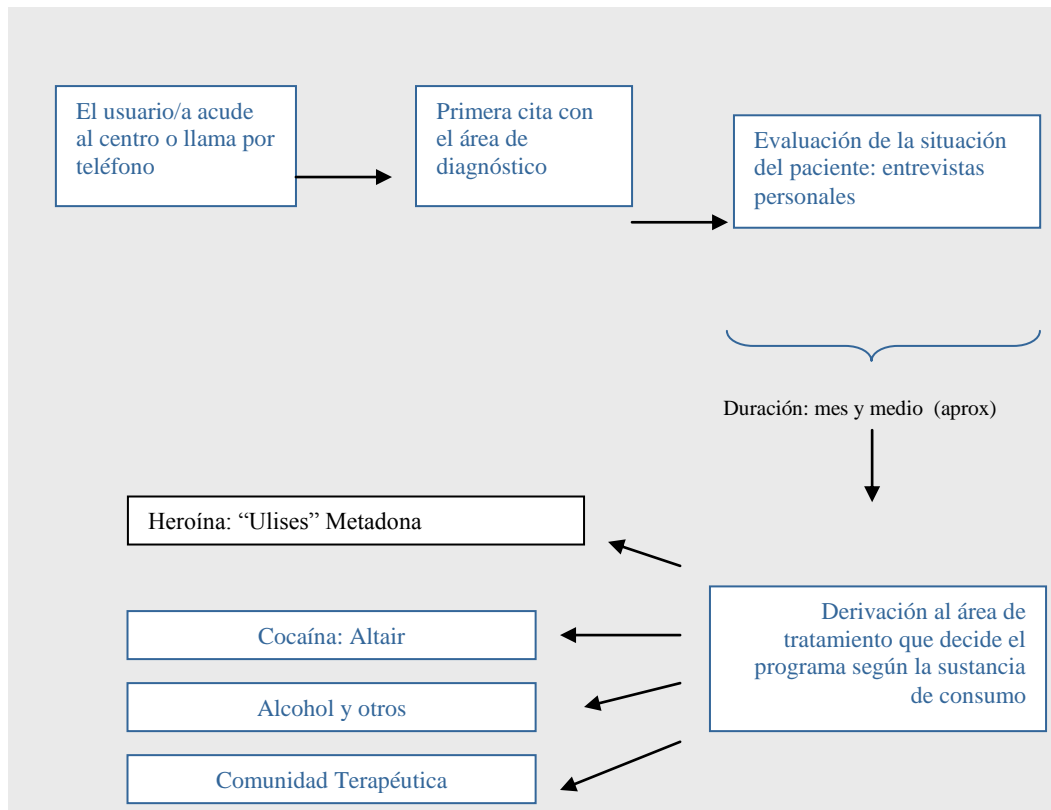 El usuario/a acude
al centro o llama por
teléfono
Primera cita con
el área de
diagnóstico
Evaluación de la situación
del paciente: entrevistas
personales
Duración: mes y medio (aprox)
Heroína: “Ulises” Metadona
Cocaína: Altair
Alcohol y otros
Comunidad Terapéutica
Derivación al área de
tratamiento que decide el
programa según la sustancia
de consumo